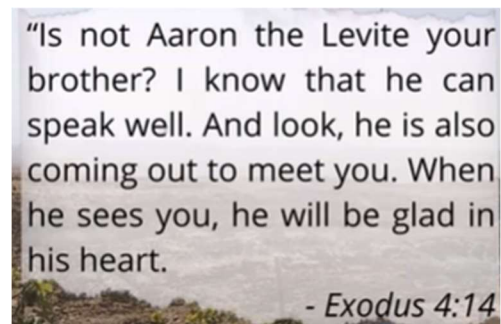 “Is not Aaron the Levite your
brother? I know that he can
speak well. And look, he is also
coming out to meet you. When
he sees you, he will be glad in
his heart.
- Exodus 4:14